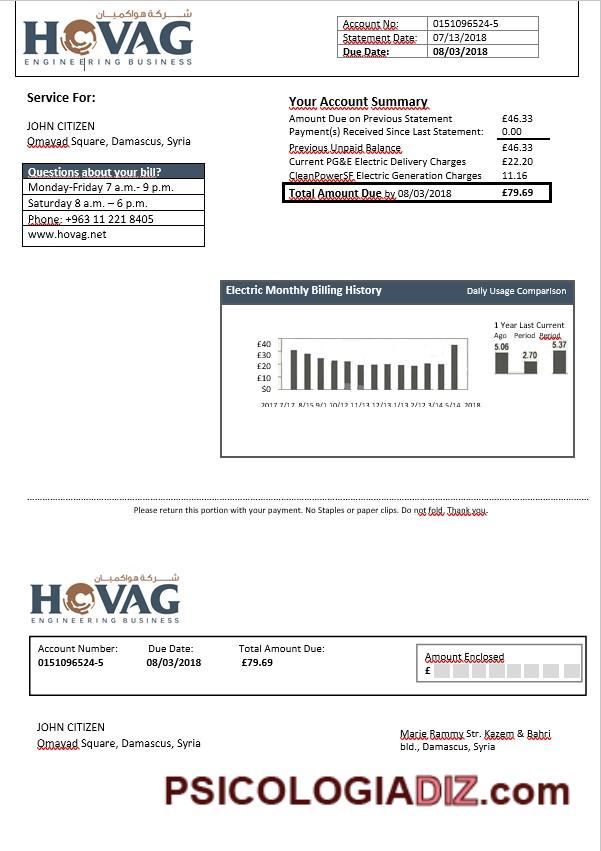 شركة هواكميان
HOVAG
ENGINEERING BUSINESS
Account No: 0151096524-5
Statement Date: 07/13/2018
Due Date: 08/03/2018
Service For:
JOHN CITIZEN
Omayad Square, Damascus, Syria
Questions about your bill?
Monday-Friday 7 a.m.- 9 p.m.
Saturday 8 a.m. – 6 p.m.
Phone: +963 11 221 8405
www.hovag.net
Your Account Summary
Amount Due on Previous Statement £46.33
Payment(s) Received Since Last Statement: 0.00
Previous Unpaid Balance £46.33
Current PG&E Electric Delivery Charges £22.20
CleanPowerSF Electric Generation Charges 11.16
Total Amount Due by 08/03/2018 £79.69
Electric Monthly Billing History Daily Usage Comparison
1 Year Last Current
Ago Period Period
5.06 2.70 5.37
£40
£30
£20
£10
$0
2017 7/17 8/15 9/1 10/12 11/13 12/13 1/13 2/12 3/14 5/14 2018
Please return this portion with your payment. No Staples or paper clips. Do not fold. Thank you.
شركة هواكميان
HOVAG
ENGINEERING BUSINESS
Account Number: Due Date: Total Amount Due:
0151096524-5 08/03/2018 £79.69
Amount Enclosed
£
JOHN CITIZEN
Omayad Square, Damascus, Syria
Marie Rammy Str. Kazem & Bahri
bld., Damascus, Syria
PSICOLOGIADIZ.com